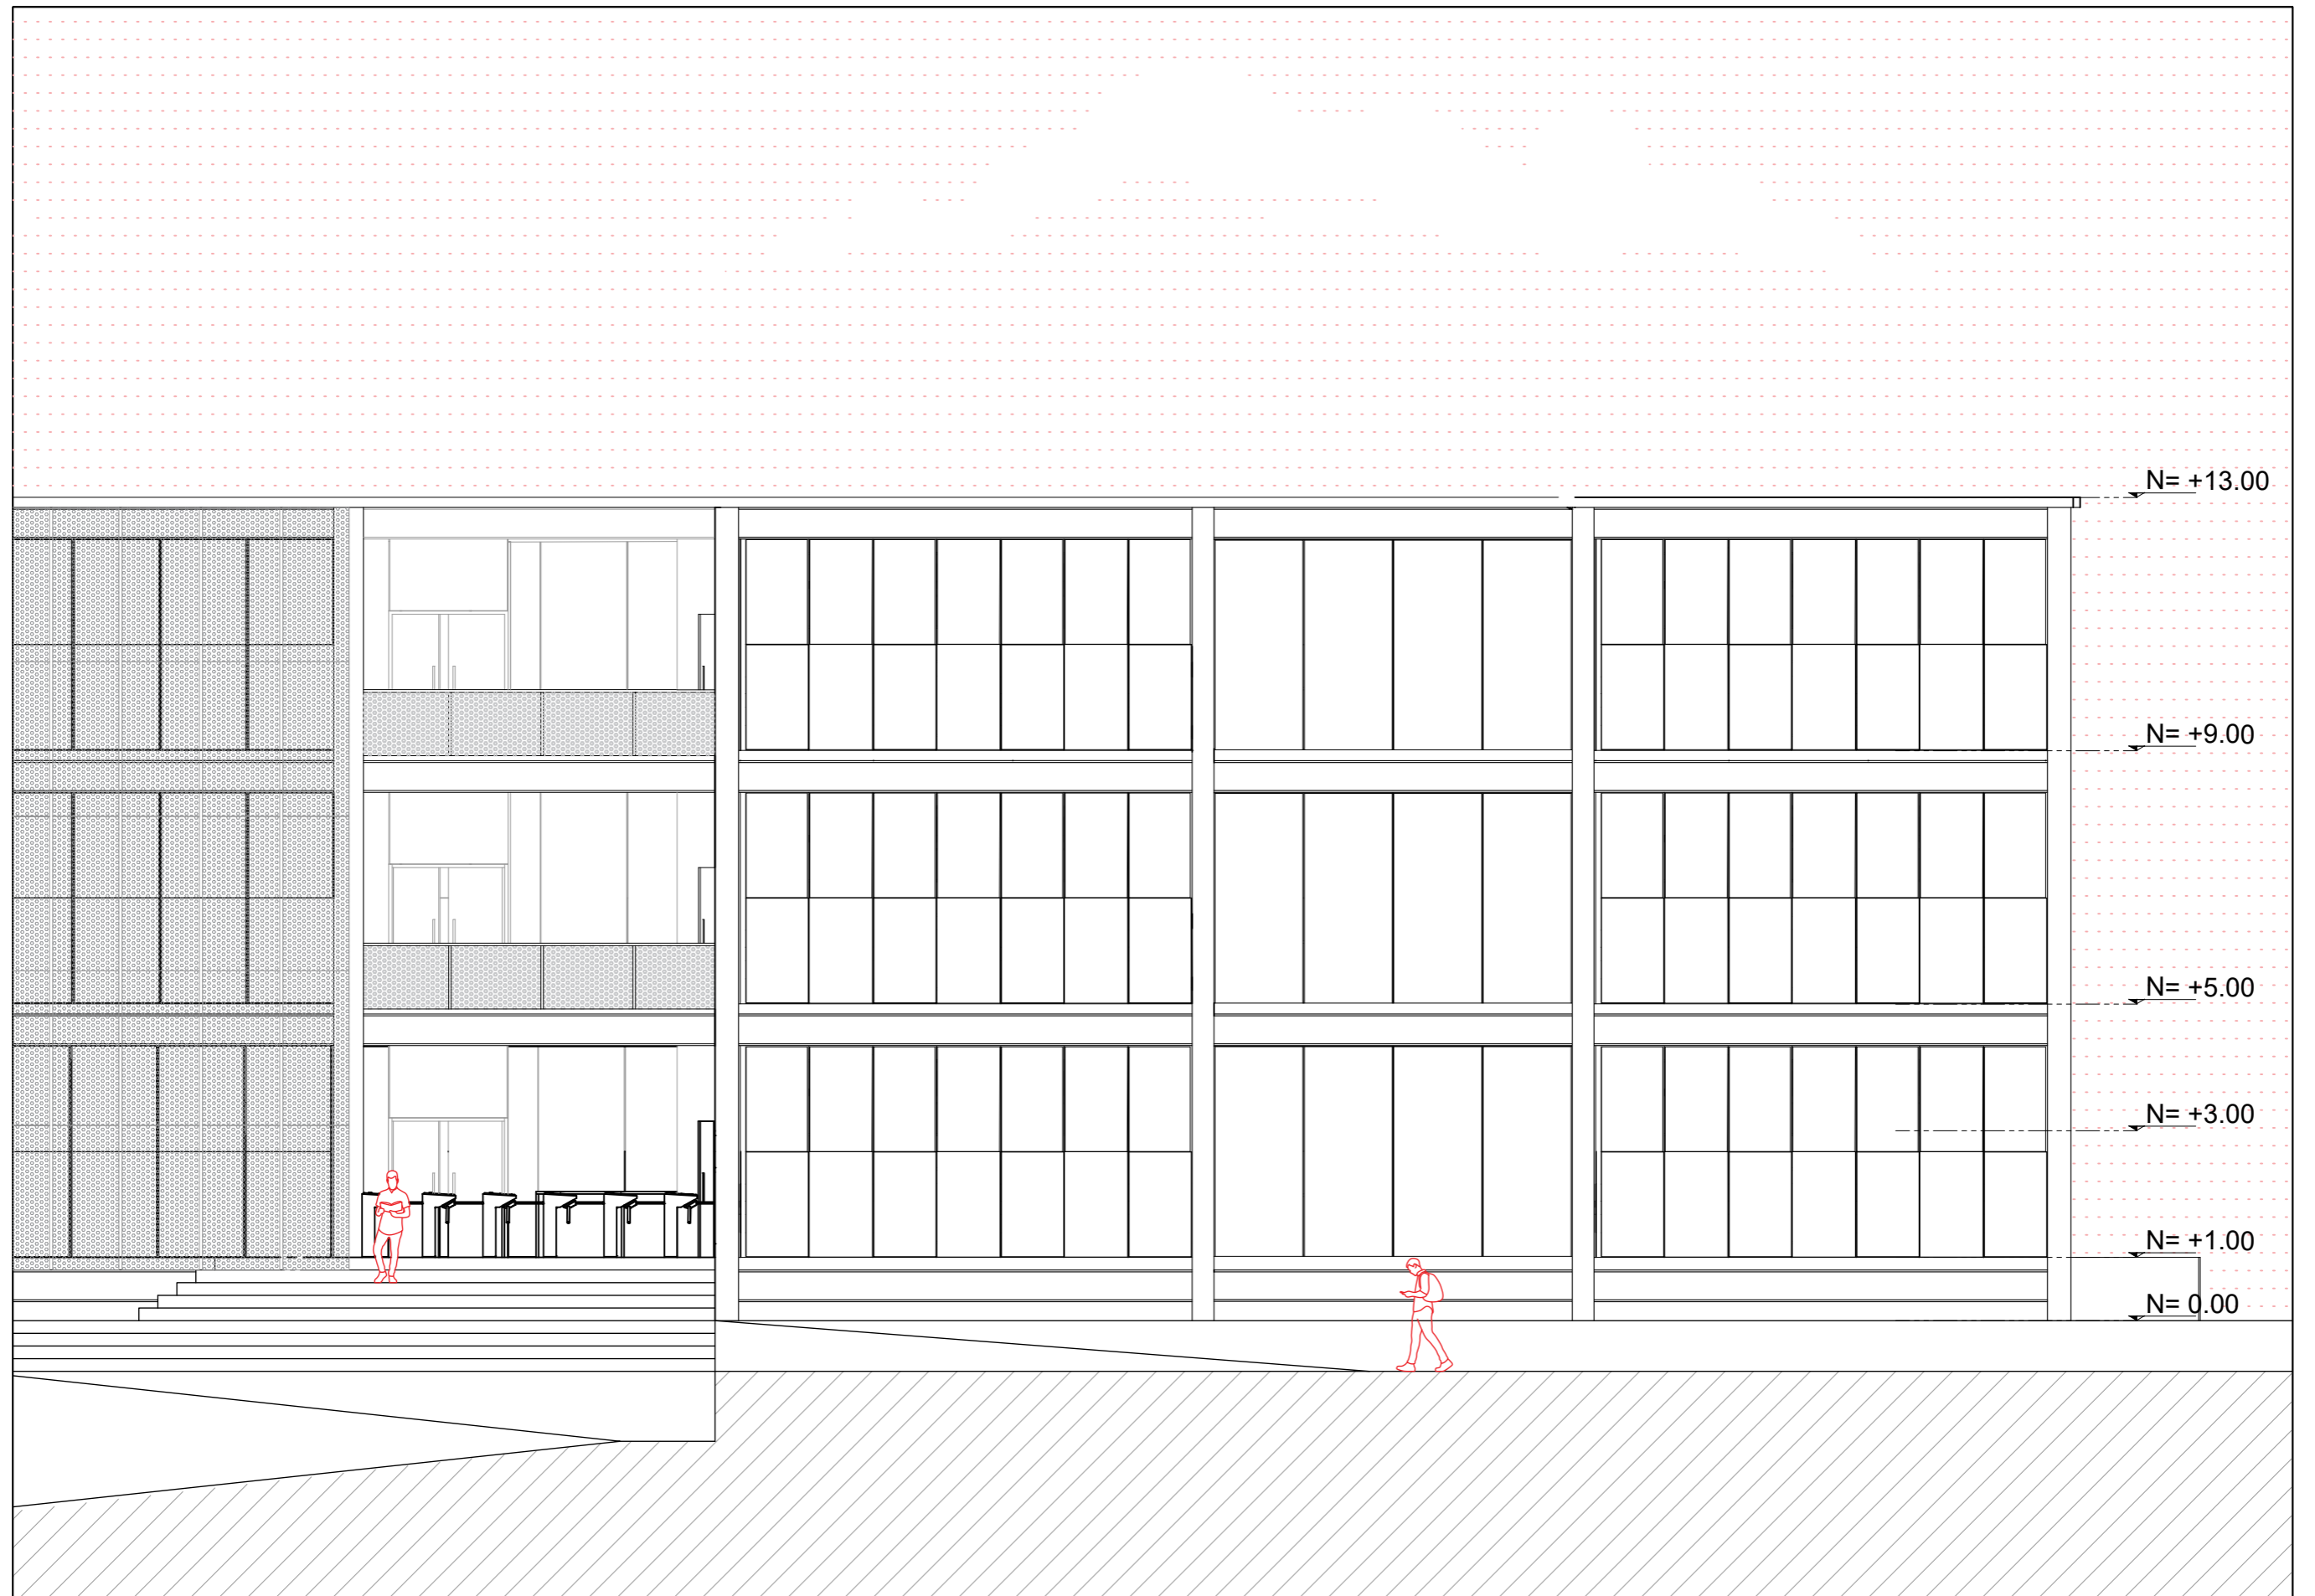 N= +13.00
N= +9.00
N= +5.00
N= +3.00
N= +1.00
N= 0.00